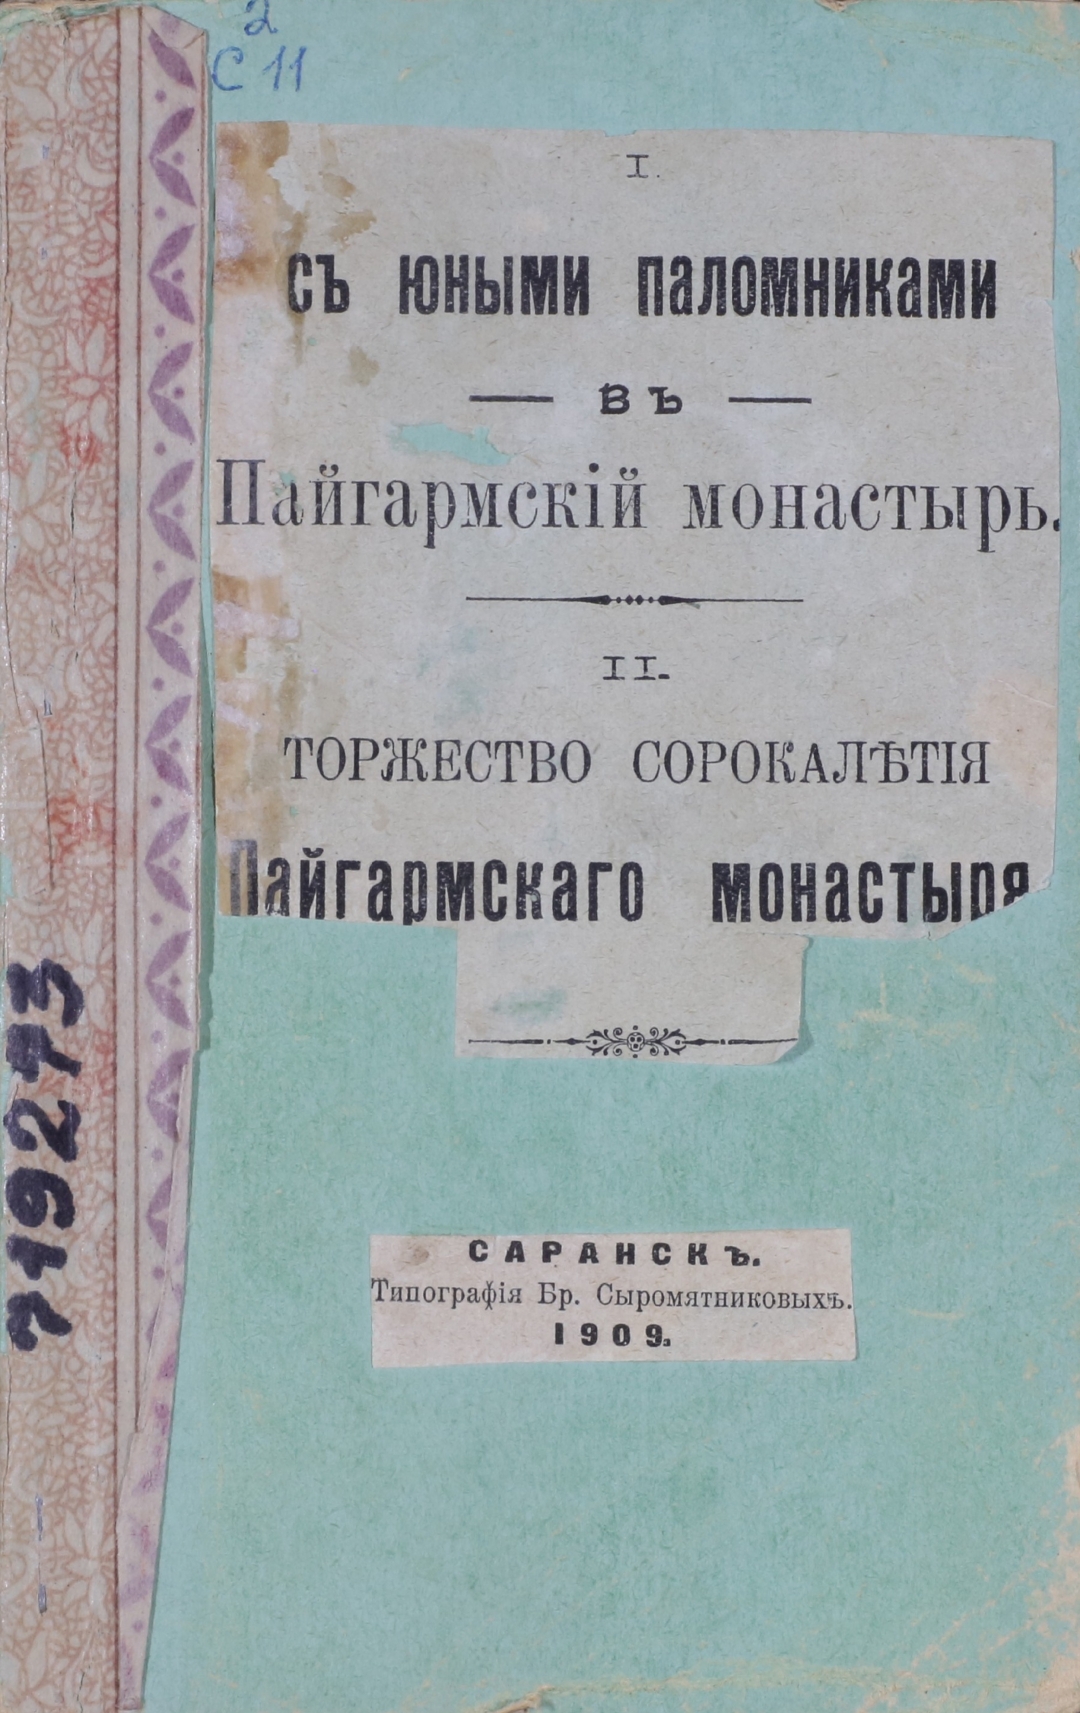 2
С 11
I.
Съ юными паломниками
— ВЪ —
Пайгармскій монастырь.
II.
ТОРЖЕСТВО СОРОКАЛѢТІЯ
Пайгармскаго монастыря
719273
САРАНСКЪ.
Типографія Бр. Сыромятниковыхъ.
1909.